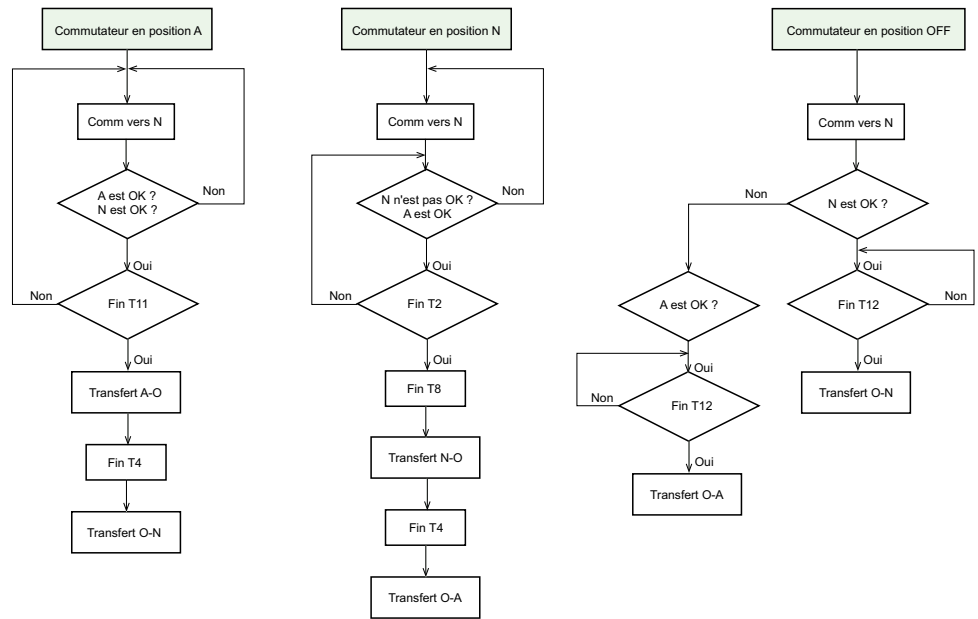 Commutateur en position A
Comm vers N
A est OK ?
N est OK ?
Non
Oui
Non
Fin T11
Oui
Transfert A-O
Fin T4
Transfert O-N
Commutateur en position N
Comm vers N
N n'est pas OK ?
A est OK
Non
Oui
Non
Fin T2
Oui
Fin T8
Transfert N-O
Fin T4
Transfert O-A
Commutateur en position OFF
Comm vers N
Non
N est OK ?
Oui
Fin T12
Non
Oui
Transfert O-N
A est OK ?
Oui
Non
Fin T12
Oui
Transfert O-A